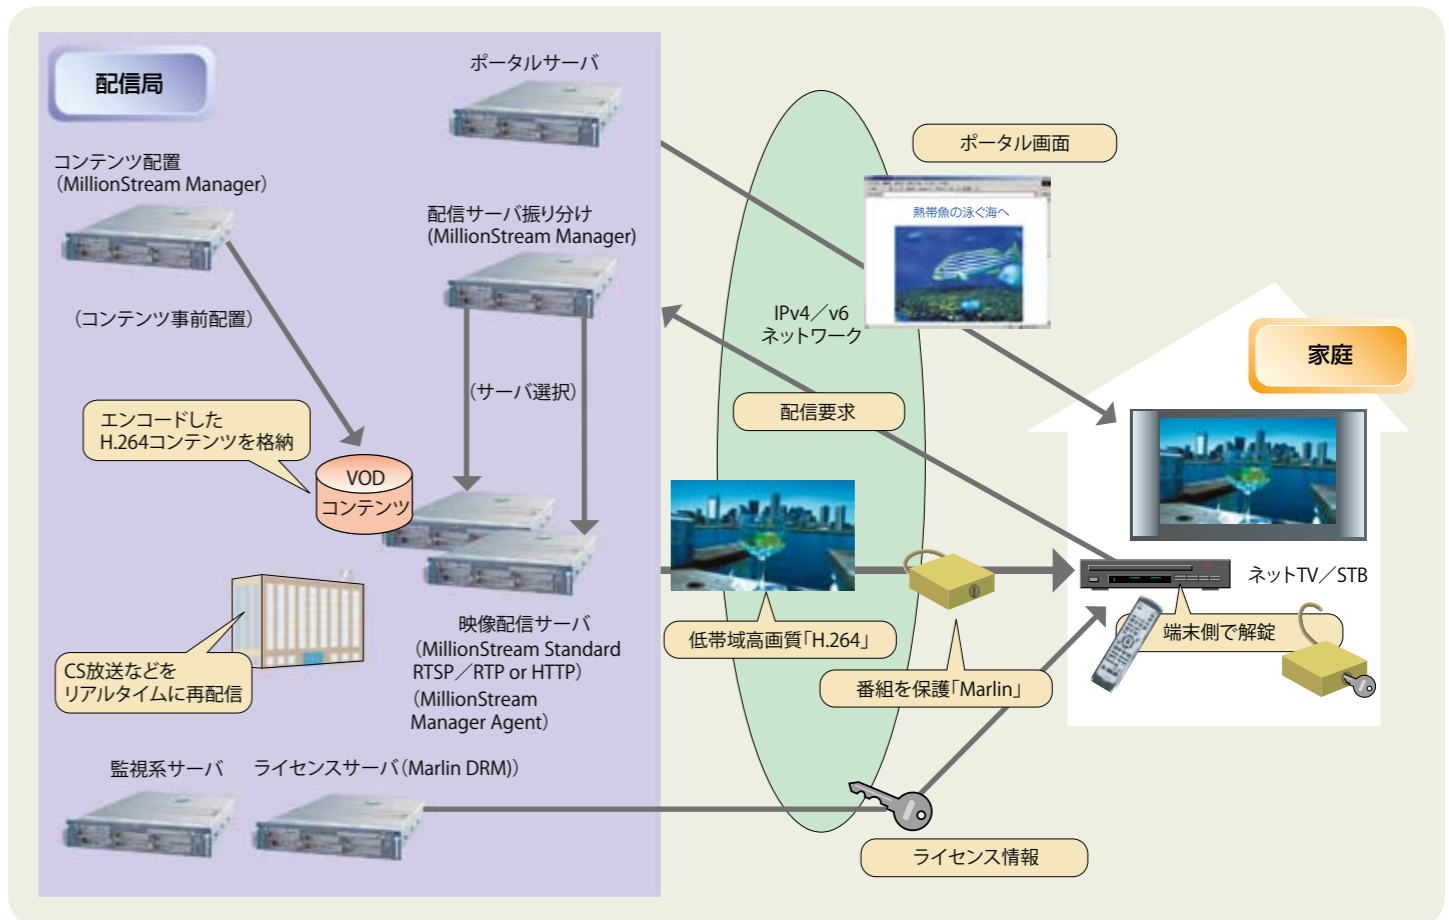 配信局
ポータルサーバ
コンテンツ配置
（MillionStream Manager）
配信サーバ振り分け
（MillionStream Manager）
（コンテンツ事前配置）
（サーバ選択）
エンコードした
H.264コンテンツを格納
VOD
コンテンツ
CS放送などを
リアルタイムに再配信
映像配信サーバ
（MillionStream Standard
RTSP／RTP or HTTP）
（MillionStream
Manager Agent）
監視系サーバ
ライセンスサーバ（Marlin DRM)）
ポータル画面
熱帯魚の泳ぐ海へ
IPv4／v6
ネットワーク
配信要求
低帯域高画質「H.264」
番組を保護「Marlin」
ライセンス情報
家庭
ネットTV／STB
端末側で解錠